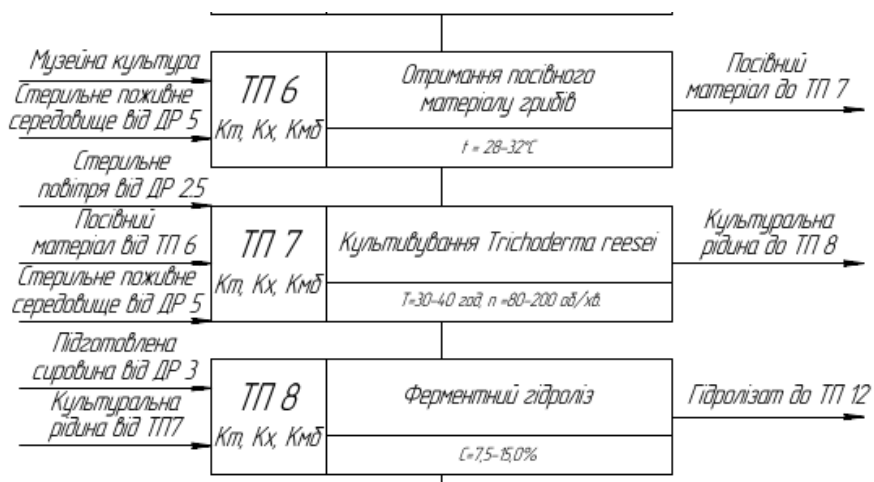 Музейна культура
Стерильне поживне
середовище від ДР 5
ТП 6
Кт, Кх, Кмб
Отримання посівного
матеріалу грибів
t = 28-32°С
Посівний
матеріал до ТП 7
Стерильне
повітря від ДР 2.5
Посівний
матеріал від ТП 6
Стерильне поживне
середовище від ДР 5
ТП 7
Кт, Кх, Кмб
Культивування Trichoderma reesei
Т=30-40 год, n =80-200 об/хв.
Культуральна
рідина до ТП 8
Підготовлена
сировина від ДР 3
Культуральна
рідина від ТП7
ТП 8
Кт, Кх, Кмб
Ферментний гідроліз
С=7,5-15,0%
Гідролізат до ТП 12